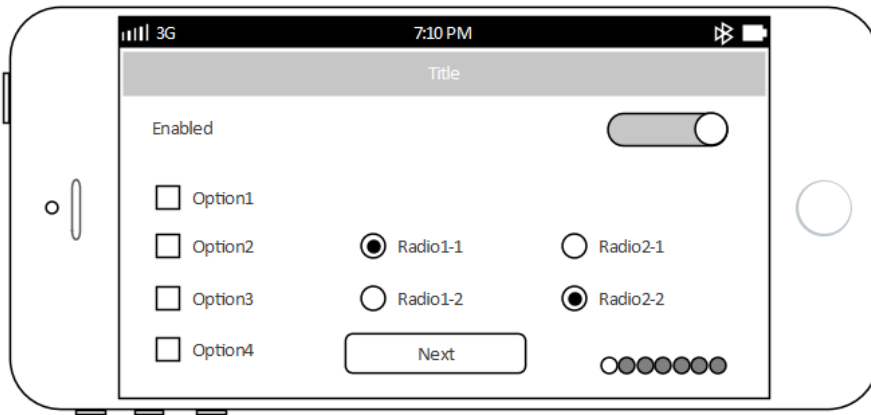 3G 7:10 PM
Title
Enabled
Option1
Option2 Radio1-1 Radio2-1
Option3 Radio1-2 Radio2-2
Option4 Next